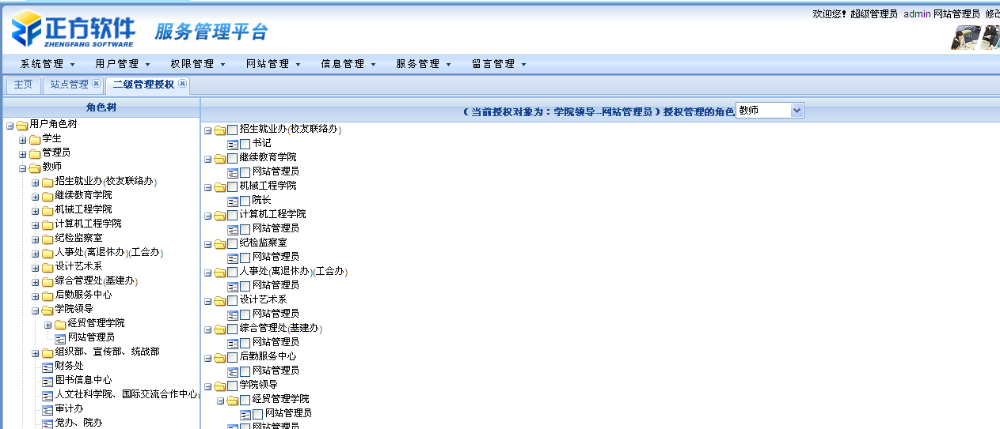 欢迎您! 超级管理员 admin 网站管理员 修改
正方软件 服务管理平台
ZHENGFANG SOFTWARE
系统管理 用户管理 权限管理 网站管理 信息管理 服务管理 留言管理
主页 站点管理 二级管理授权
角色树
用户角色树
学生
管理员
教师
招生就业办(校友联络办)
继续教育学院
机械工程学院
计算机工程学院
纪检监察室
人事处(离退休办)(工会办)
设计艺术系
综合管理处(基建办)
后勤服务中心
学院领导
经贸管理学院
网站管理员
组织部、宣传部、统战部
财务处
图书信息中心
人文社科学院、国际交流合作中心
审计办
党办、院办
(当前授权对象为:学院领导--网站管理员)授权管理的角色 教师
招生就业办(校友联络办)
书记
继续教育学院
网站管理员
机械工程学院
院长
计算机工程学院
网站管理员
纪检监察室
网站管理员
人事处(离退休办)(工会办)
网站管理员
设计艺术系
网站管理员
综合管理处(基建办)
网站管理员
后勤服务中心
网站管理员
学院领导
经贸管理学院
网站管理员
网站管理员